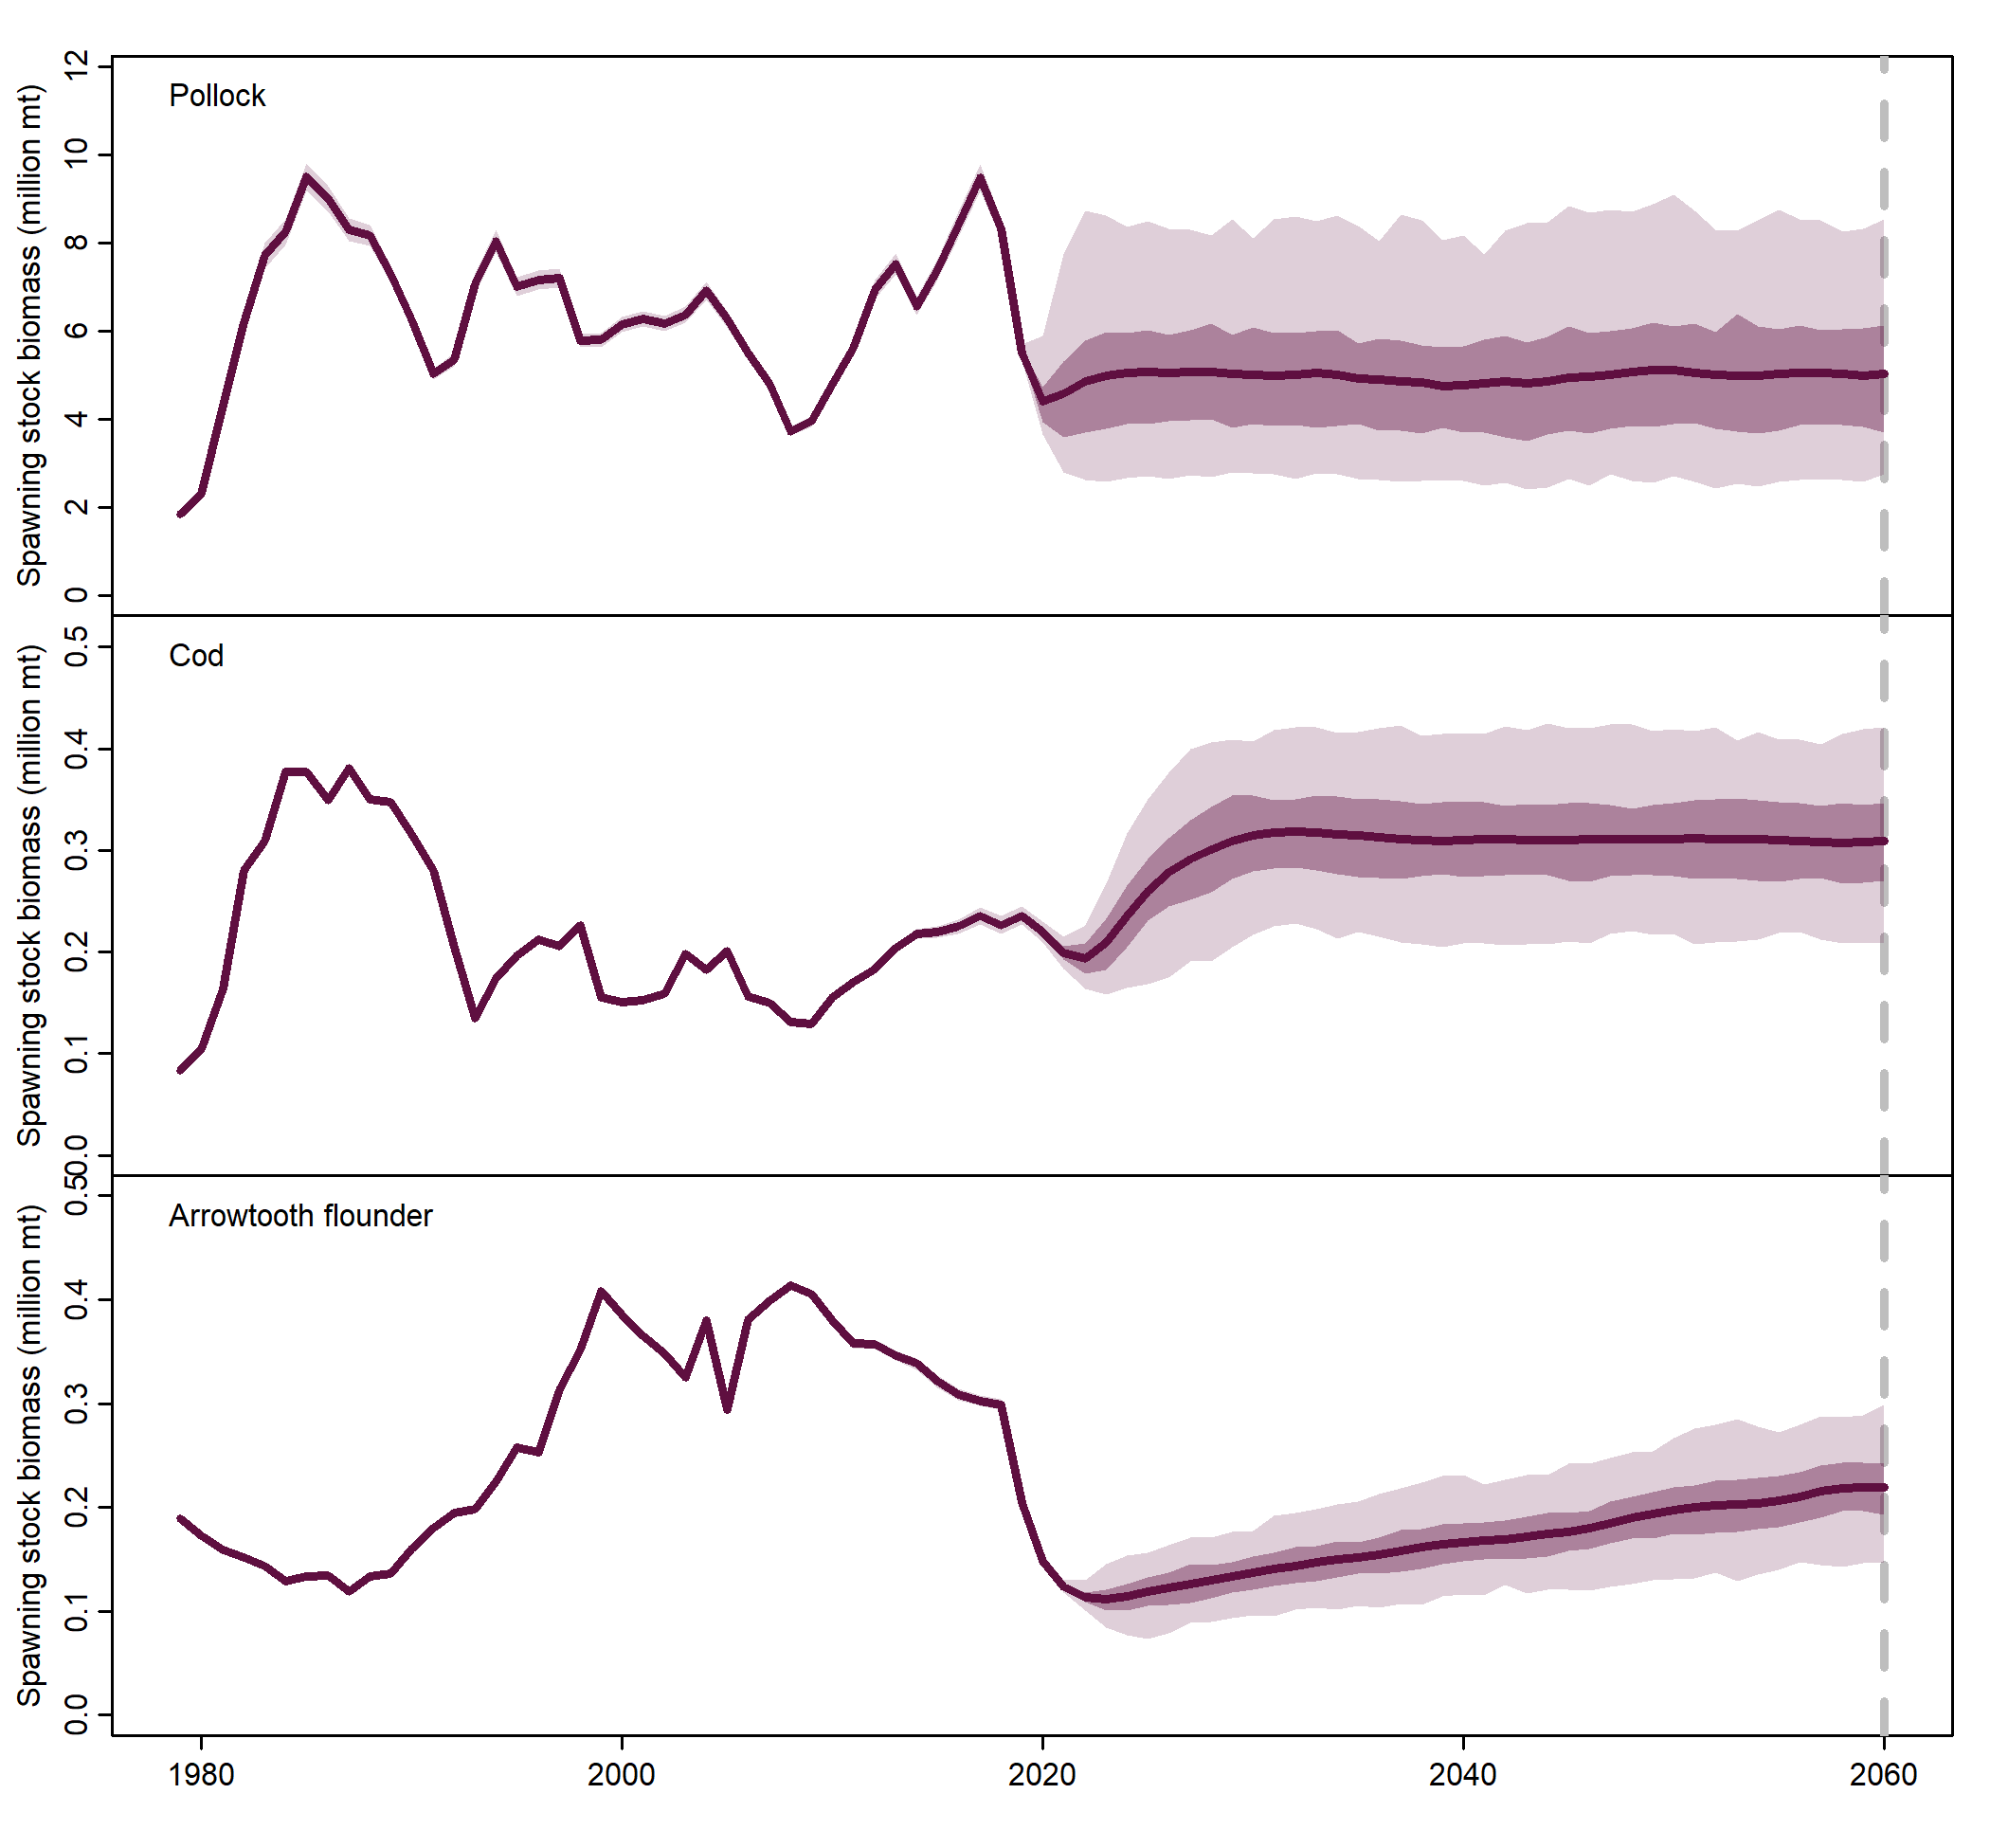 Pollock
Spawning stock biomass (million mt)
12
10
8
6
4
2
0
Cod
Spawning stock biomass (million mt)
0.5
0.4
0.3
0.2
0.1
0.0
Arrowtooth flounder
Spawning stock biomass (million mt)
0.5
0.4
0.3
0.2
0.1
0.0
1980 2000 2020 2040 2060